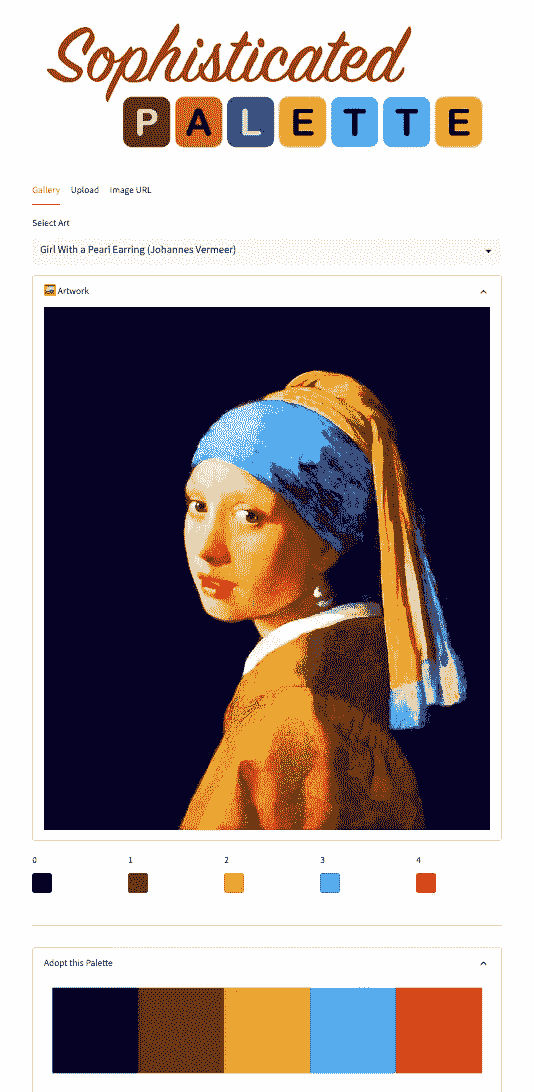 Sophisticated
PALETTE
Gallery Upload Image URL
Select Art
Girl With a Pearl Earring (Johannes Vermeer)
Artwork
0 1 2 3 4
Adopt this Palette